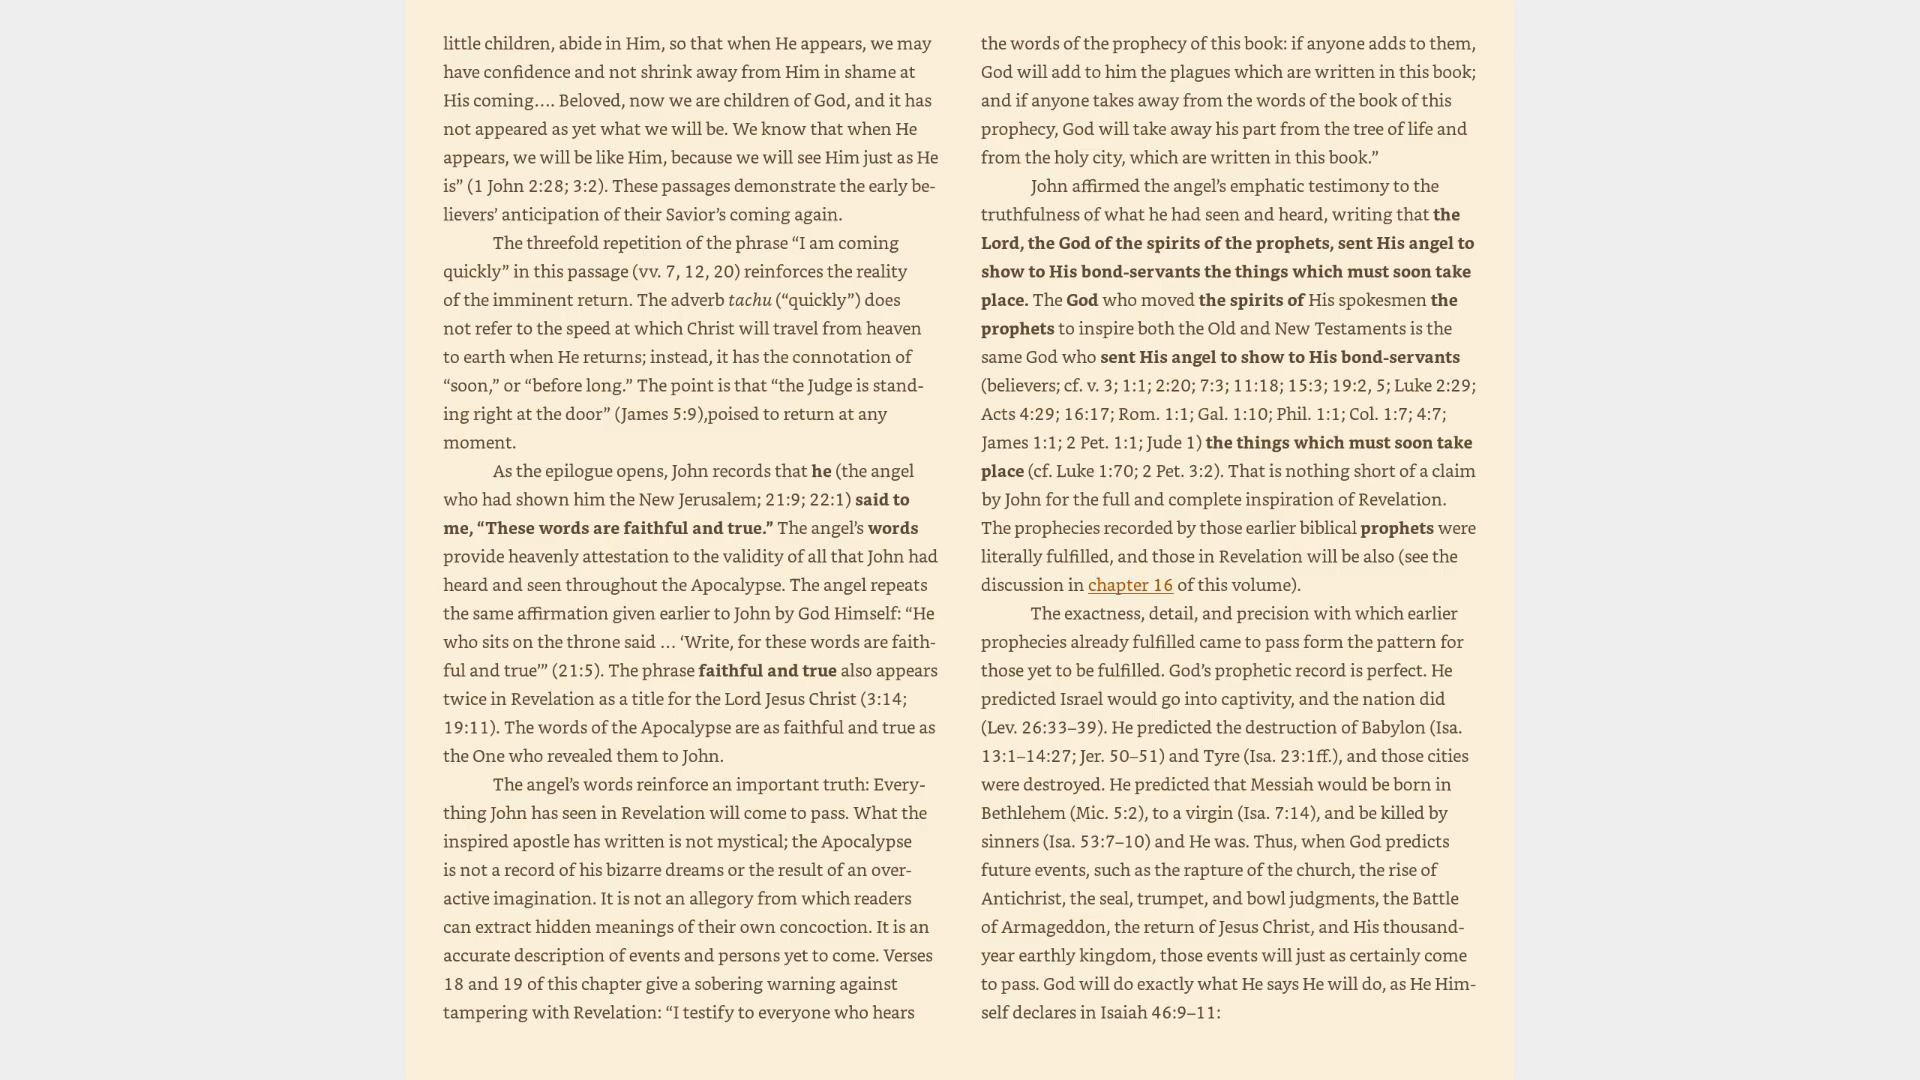 little children, abide in Him, so that when He appears, we may
have confidence and not shrink away from Him in shame at
His coming…. Beloved, now we are children of God, and it has
not appeared as yet what we will be. We know that when He
appears, we will be like Him, because we will see Him just as He
is” (1 John 2:28; 3:2). These passages demonstrate the early be-
lievers’ anticipation of their Savior’s coming again.
The threefold repetition of the phrase “I am coming
quickly” in this passage (vv. 7, 12, 20) reinforces the reality
of the imminent return. The adverb tachu (“quickly”) does
not refer to the speed at which Christ will travel from heaven
to earth when He returns; instead, it has the connotation of
“soon,” or “before long.” The point is that “the Judge is stand-
ing right at the door” (James 5:9),poised to return at any
moment.
As the epilogue opens, John records that he (the angel
who had shown him the New Jerusalem; 21:9; 22:1) said to
me, “These words are faithful and true.” The angel’s words
provide heavenly attestation to the validity of all that John had
heard and seen throughout the Apocalypse. The angel repeats
the same affirmation given earlier to John by God Himself: “He
who sits on the throne said … ‘Write, for these words are faith-
ful and true’” (21:5). The phrase faithful and true also appears
twice in Revelation as a title for the Lord Jesus Christ (3:14;
19:11). The words of the Apocalypse are as faithful and true as
the One who revealed them to John.
The angel’s words reinforce an important truth: Every-
thing John has seen in Revelation will come to pass. What the
inspired apostle has written is not mystical; the Apocalypse
is not a record of his bizarre dreams or the result of an over-
active imagination. It is not an allegory from which readers
can extract hidden meanings of their own concoction. It is an
accurate description of events and persons yet to come. Verses
18 and 19 of this chapter give a sobering warning against
tampering with Revelation: “I testify to everyone who hears
the words of the prophecy of this book: if anyone adds to them,
God will add to him the plagues which are written in this book;
and if anyone takes away from the words of the book of this
prophecy, God will take away his part from the tree of life and
from the holy city, which are written in this book.”
John affirmed the angel’s emphatic testimony to the
truthfulness of what he had seen and heard, writing that the
Lord, the God of the spirits of the prophets, sent His angel to
show to His bond-servants the things which must soon take
place. The God who moved the spirits of His spokesmen the
prophets to inspire both the Old and New Testaments is the
same God who sent His angel to show to His bond-servants
(believers; cf. v. 3; 1:1; 2:20; 7:3; 11:18; 15:3; 19:2, 5; Luke 2:29;
Acts 4:29; 16:17; Rom. 1:1; Gal. 1:10; Phil. 1:1; Col. 1:7; 4:7;
James 1:1; 2 Pet. 1:1; Jude 1) the things which must soon take
place (cf. Luke 1:70; 2 Pet. 3:2). That is nothing short of a claim
by John for the full and complete inspiration of Revelation.
The prophecies recorded by those earlier biblical prophets were
literally fulfilled, and those in Revelation will be also (see the
discussion in chapter 16 of this volume).
The exactness, detail, and precision with which earlier
prophecies already fulfilled came to pass form the pattern for
those yet to be fulfilled. God’s prophetic record is perfect. He
predicted Israel would go into captivity, and the nation did
(Lev. 26:33–39). He predicted the destruction of Babylon (Isa.
13:1–14:27; Jer. 50–51) and Tyre (Isa. 23:1ff.), and those cities
were destroyed. He predicted that Messiah would be born in
Bethlehem (Mic. 5:2), to a virgin (Isa. 7:14), and be killed by
sinners (Isa. 53:7–10) and He was. Thus, when God predicts
future events, such as the rapture of the church, the rise of
Antichrist, the seal, trumpet, and bowl judgments, the Battle
of Armageddon, the return of Jesus Christ, and His thousand-
year earthly kingdom, those events will just as certainly come
to pass. God will do exactly what He says He will do, as He Him-
self declares in Isaiah 46:9–11: